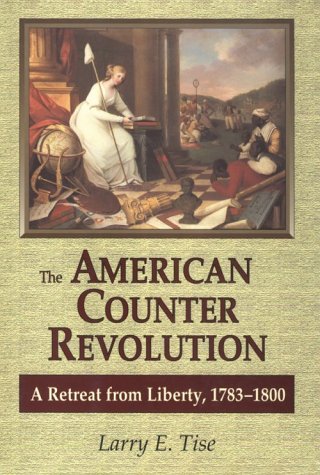 The AMERICAN
COUNTER
REVOLUTION
A Retreat from Liberty, 1783–1800
Larry E. Tise